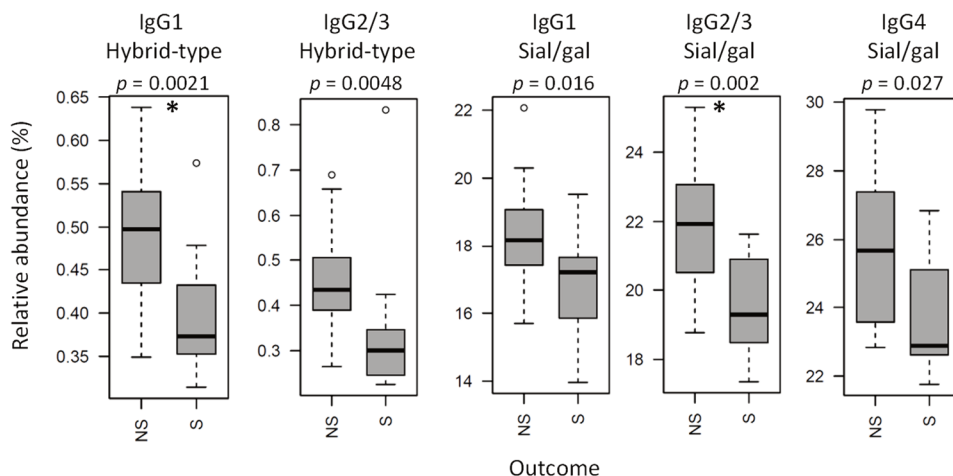 IgG1
Hybrid-type
p = 0.0021
IgG2/3
Hybrid-type
p = 0.0048
IgG1
Sial/gal
p = 0.016
IgG2/3
Sial/gal
p = 0.002
IgG4
Sial/gal
p = 0.027
Relative abundance (%)
0.65
0.60
0.55
0.50
0.45
0.40
0.35
*
NS
S
0.8
0.7
0.6
0.5
0.4
0.3
NS
S
22
20
18
16
14
NS
S
24
22
20
18
*
NS
S
30
28
26
24
22
NS
S
Outcome